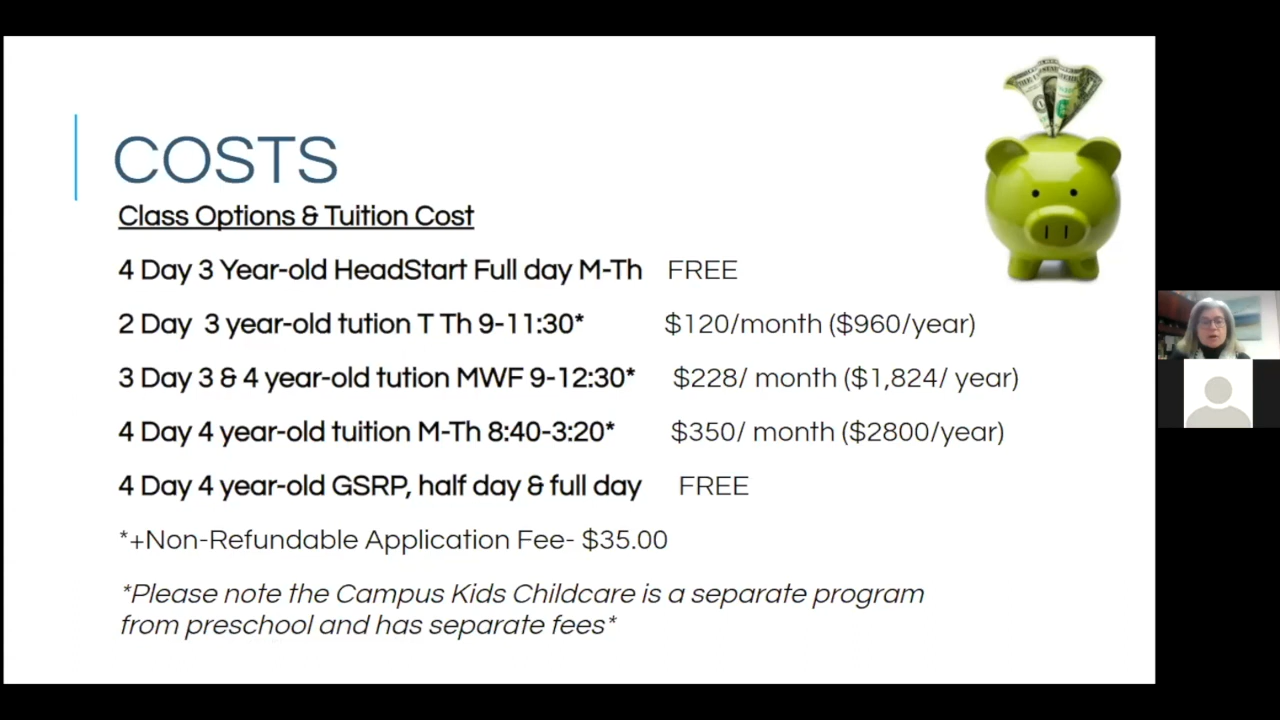 COSTS
Class Options & Tuition Cost
4 Day 3 Year-old HeadStart Full day M-Th FREE
2 Day 3 year-old tution T Th 9-11:30* $120/month ($960/year)
3 Day 3 & 4 year-old tution MWF 9-12:30* $228/ month ($1,824/ year)
4 Day 4 year-old tuition M-Th 8:40-3:20* $350/ month ($2800/year)
4 Day 4 year-old GSRP, half day & full day FREE
*+Non-Refundable Application Fee- $35.00
*Please note the Campus Kids Childcare is a separate program
from preschool and has separate fees*